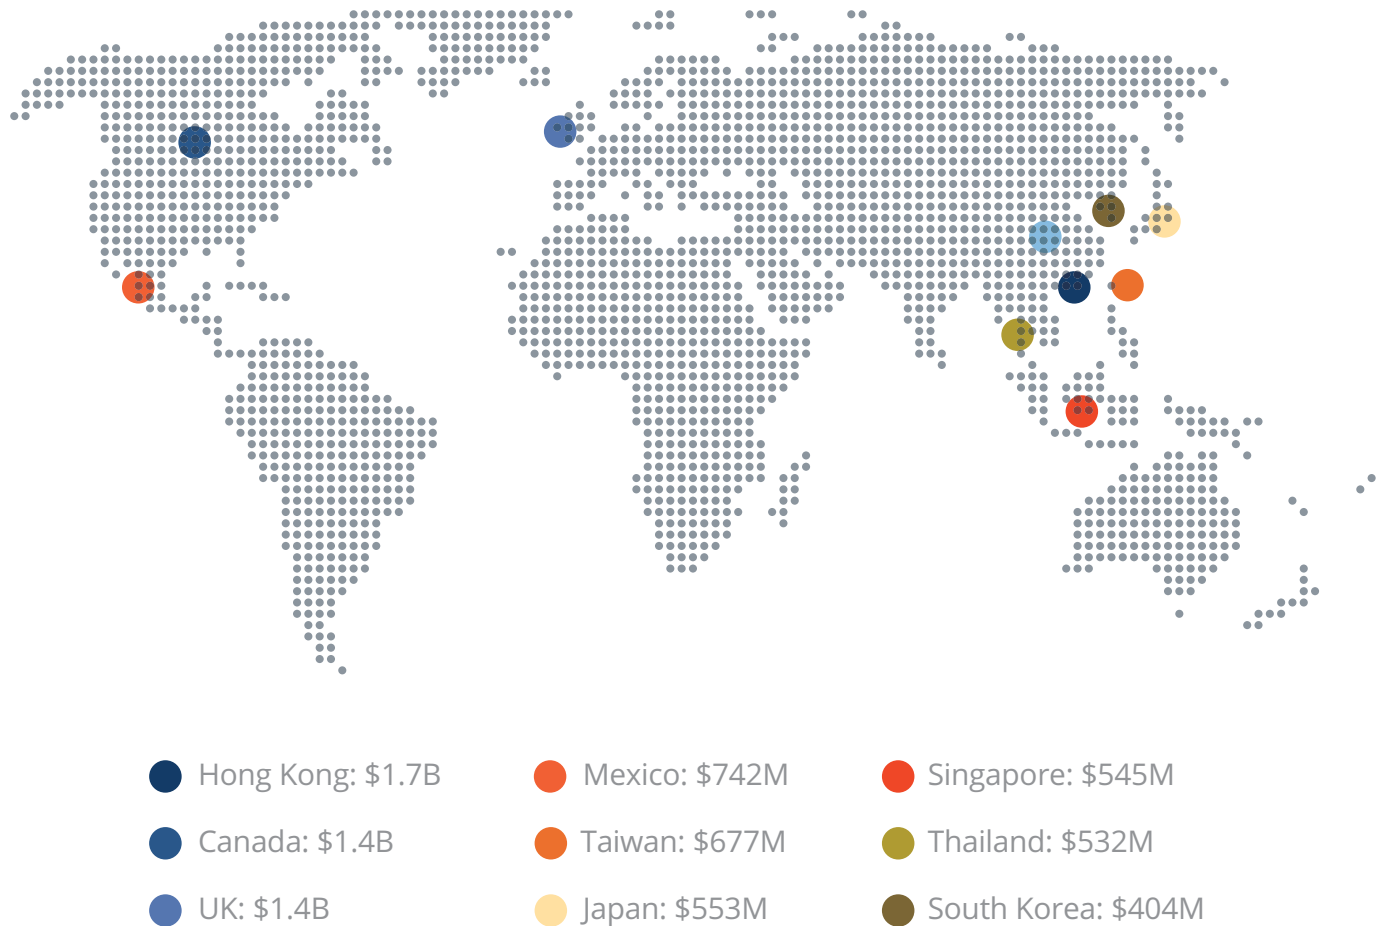 Hong Kong: $1.7B
Canada: $1.4B
UK: $1.4B
Mexico: $742M
Taiwan: $677M
Japan: $553M
Singapore: $545M
Thailand: $532M
South Korea: $404M